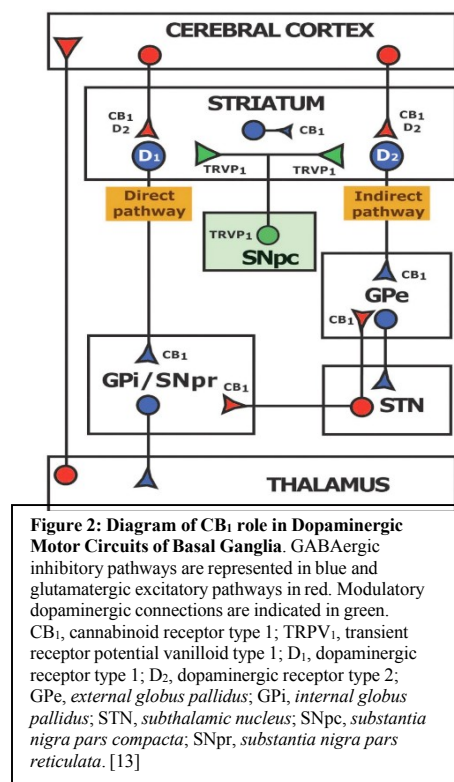 CEREBRAL CORTEX
STRIATUM
CB1
D2
CB1
CB1
D2
D1
D2
TRVP1
TRVP1
Direct
pathway
Indirect
pathway
TRVP1
SNpc
CB1
GPe
CB1
CB1
GPi/SNpr
CB1
STN
THALAMUS
Figure 2: Diagram of CB1 role in Dopaminergic
Motor Circuits of Basal Ganglia. GABAergic
inhibitory pathways are represented in blue and
glutamatergic excitatory pathways in red. Modulatory
dopaminergic connections are indicated in green.
CB1, cannabinoid receptor type 1; TRPV1, transient
receptor potential vanilloid type 1; D1, dopaminergic
receptor type 1; D2, dopaminergic receptor type 2;
GPe, external globus pallidus; GPi, internal globus
pallidus; STN, subthalamic nucleus; SNpc, substantia
nigra pars compacta; SNpr, substantia nigra pars
reticulata. [13]